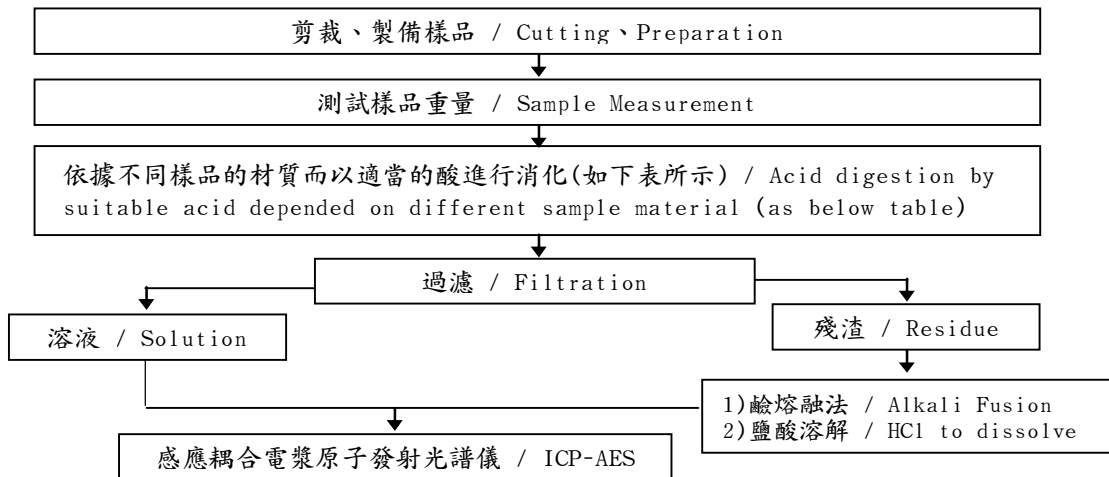 剪裁、製備樣品 / Cutting、Preparation
測試樣品重量 / Sample Measurement
依據不同樣品的材質而以適當的酸進行消化(如下表所示) / Acid digestion by
suitable acid depended on different sample material (as below table)
過濾 / Filtration
溶液 / Solution
殘渣 / Residue
1)鹼熔融法 / Alkali Fusion
2)鹽酸溶解 / HCl to dissolve
感應耦合電漿原子發射光譜儀 / ICP-AES